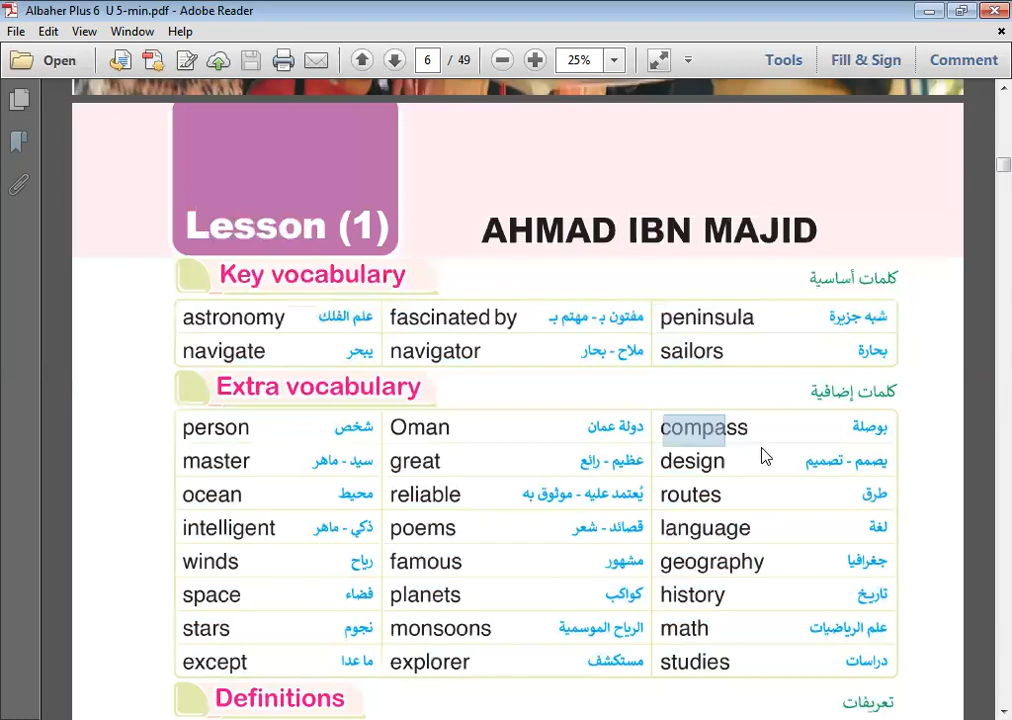 Albaher Plus 6 U 5-min.pdf - Adobe Reader
File Edit View Window Help
Open 6 / 49 25% Tools Fill & Sign Comment
Lesson (1) AHMAD IBN MAJID
Key vocabulary كلمات أساسية
astronomy علم الفلك fascinated by مفتون بـ - مهتم بـ peninsula شبه جزيرة
navigate يبحر navigator ملاح - بحار sailors بحارة
Extra vocabulary كلمات إضافية
person شخص Oman دولة عمان compass بوصلة
master سيد - ماهر great عظيم - رائع design يصمم - تصميم
ocean محيط reliable يُعتمد عليه - موثوق به routes طرق
intelligent ذكي - ماهر poems قصائد - شعر language لغة
winds رياح famous مشهور geography جغرافيا
space فضاء planets كواكب history تاريخ
stars نجوم monsoons الرياح الموسمية math علم الرياضيات
except ما عدا explorer مستكشف studies دراسات
Definitions تعريفات